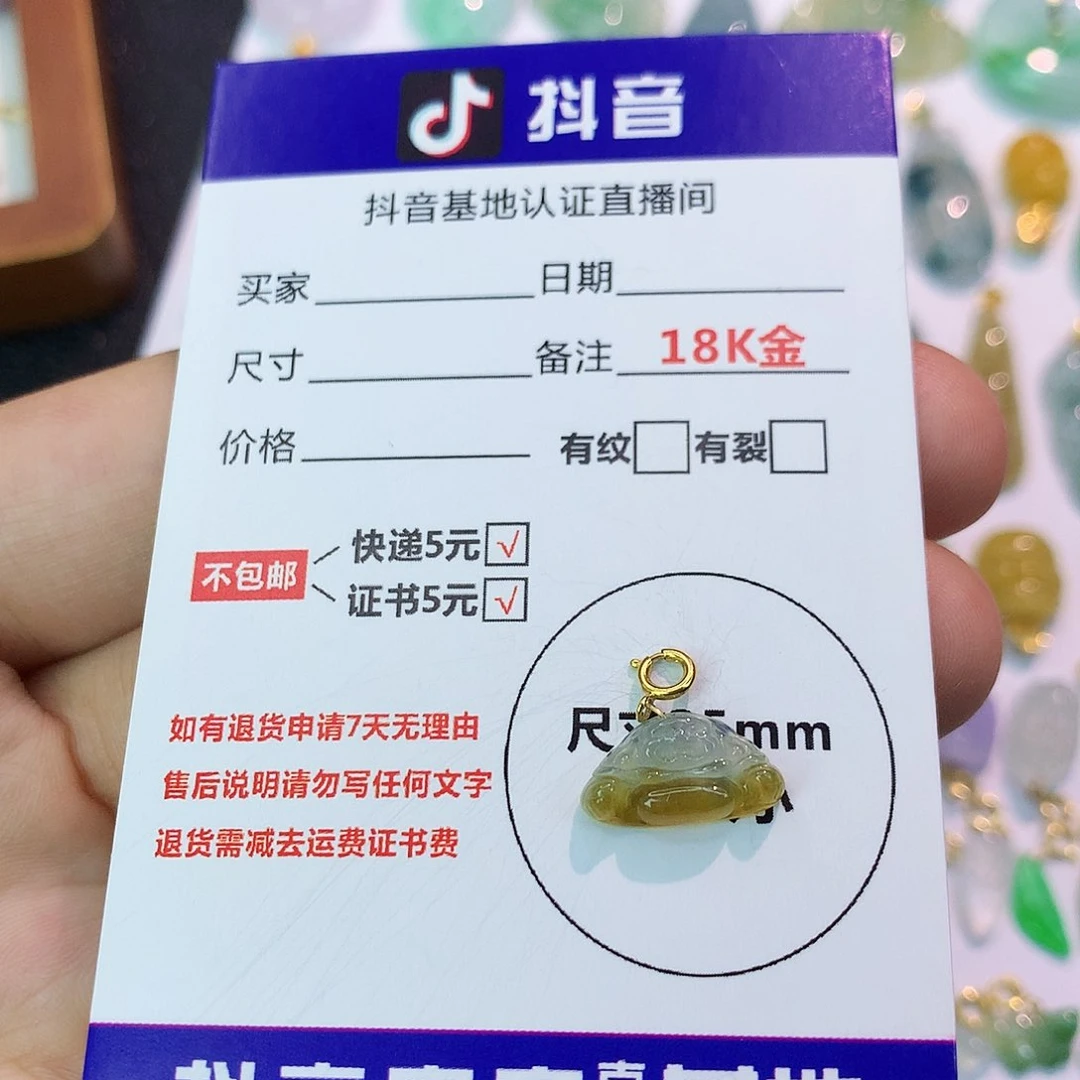 抖音
抖音基地认证直播间
买家 日期
尺寸 备注 18K金
价格 有纹 有裂
不包邮
快递5元 √
证书5元 √
如有退货申请7天无理由
售后说明请勿写任何文字
退货需减去运费证书费
mm